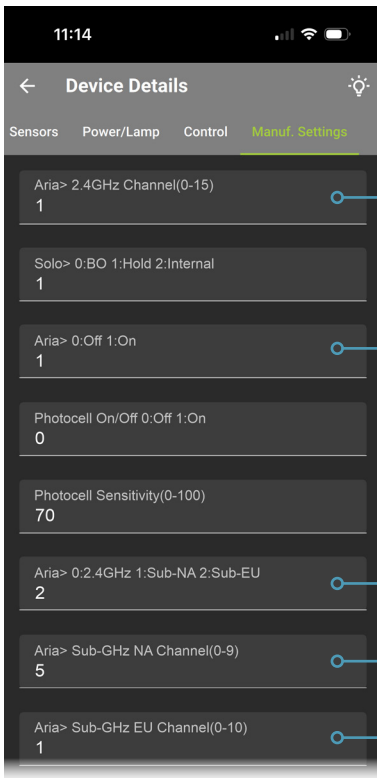 11:14
Device Details
Sensors Power/Lamp Control Manuf. Settings
Aria> 2.4GHz Channel(0-15)
1
Solo> 0:BO 1:Hold 2:Internal
1
Aria> 0:Off 1:On
1
Photocell On/Off 0:Off 1:On
0
Photocell Sensitivity(0-100)
70
Aria> 0:2.4GHz 1:Sub-NA 2:Sub-EU
2
Aria> Sub-GHz NA Channel(0-9)
5
Aria> Sub-GHz EU Channel(0-10)
1